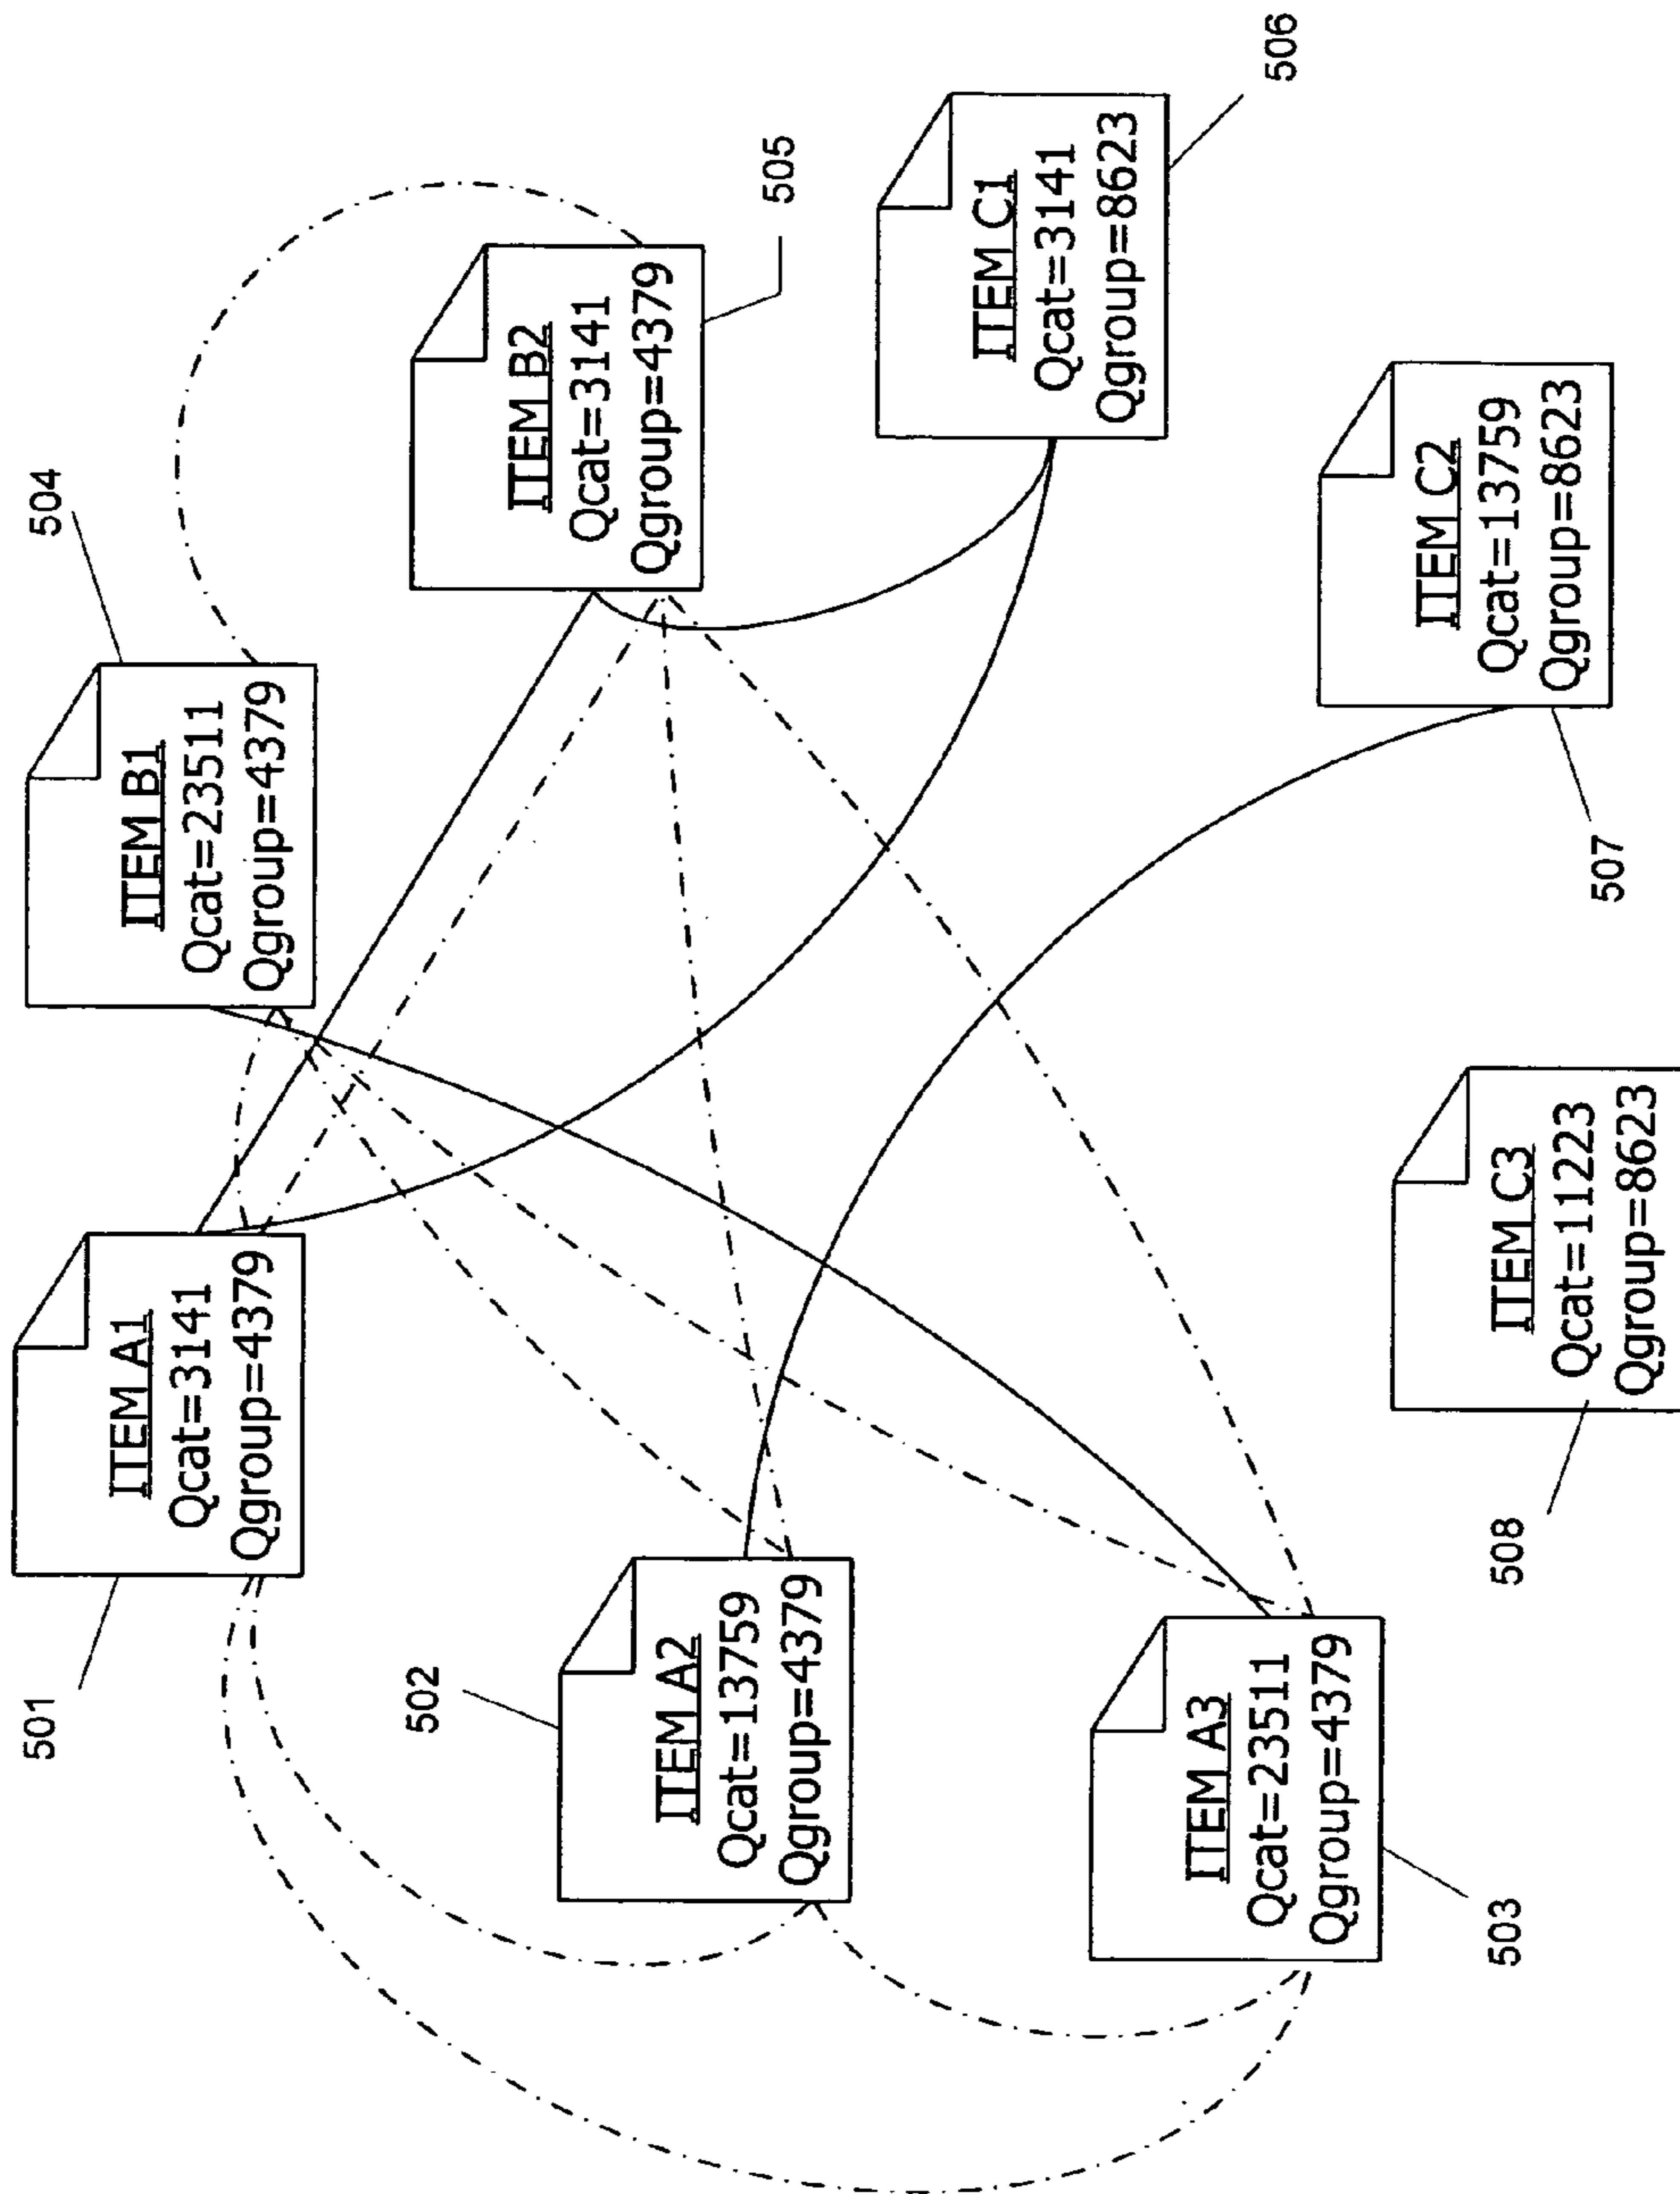 501
ITEM A1
Qcat=3141
Qgroup=4379
504
ITEM B1
Qcat=23511
Qgroup=4379
502
ITEM A2
Qcat=13759
Qgroup=4379
ITEM B2
Qcat=3141
Qgroup=4379
505
ITEM A3
Qcat=23511
Qgroup=4379
503
ITEM C1
Qcat=3141
Qgroup=8623
506
ITEM C3
Qcat=11223
Qgroup=8623
508
ITEM C2
Qcat=13759
Qgroup=8623
507